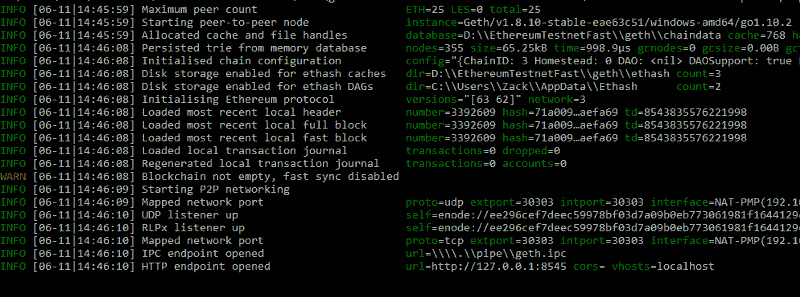 INFO [06-11|14:45:59] Maximum peer count ETH=25 LES=0 total=25
INFO [06-11|14:45:59] Starting peer-to-peer node instance=Geth/v1.8.10-stable-eae63c51/windows-amd64/go1.10.2
INFO [06-11|14:45:59] Allocated cache and file handles database=D:\\EthereumTestnetFast\\geth\\chaindata cache=768 ha
INFO [06-11|14:46:08] Persisted trie from memory database nodes=355 size=65.25kB time=998.9µs gcnodes=0 gcsize=0.00B gc
INFO [06-11|14:46:08] Initialised chain configuration config="{ChainID: 3 Homestead: 0 DAO: <nil> DAOSupport: true
INFO [06-11|14:46:08] Disk storage enabled for ethash caches dir=D:\\EthereumTestnetFast\\geth\\ethash count=3
INFO [06-11|14:46:08] Disk storage enabled for ethash DAGs dir=C:\\Users\\Zack\\AppData\\Ethash count=2
INFO [06-11|14:46:08] Initialising Ethereum protocol versions="[63 62]" network=3
INFO [06-11|14:46:08] Loaded most recent local header number=3392609 hash=71a009…aefa69 td=8543835576221998
INFO [06-11|14:46:08] Loaded most recent local full block number=3392609 hash=71a009…aefa69 td=8543835576221998
INFO [06-11|14:46:08] Loaded most recent local fast block number=3392609 hash=71a009…aefa69 td=8543835576221998
INFO [06-11|14:46:08] Loaded local transaction journal transactions=0 dropped=0
INFO [06-11|14:46:08] Regenerated local transaction journal transactions=0 accounts=0
WARN [06-11|14:46:08] Blockchain not empty, fast sync disabled
INFO [06-11|14:46:09] Starting P2P networking
INFO [06-11|14:46:09] Mapped network port proto=udp extport=30303 intport=30303 interface=NAT-PMP(192.16
INFO [06-11|14:46:10] UDP listener up self=enode://ee296cef7deec59978bf03d7a09b0eb773061981f1644129
INFO [06-11|14:46:10] RLPx listener up self=enode://ee296cef7deec59978bf03d7a09b0eb773061981f1644129
INFO [06-11|14:46:10] Mapped network port proto=tcp extport=30303 intport=30303 interface=NAT-PMP(192.16
INFO [06-11|14:46:10] IPC endpoint opened url=\\\\.\\pipe\\geth.ipc
INFO [06-11|14:46:10] HTTP endpoint opened url=http://127.0.0.1:8545 cors= vhosts=localhost